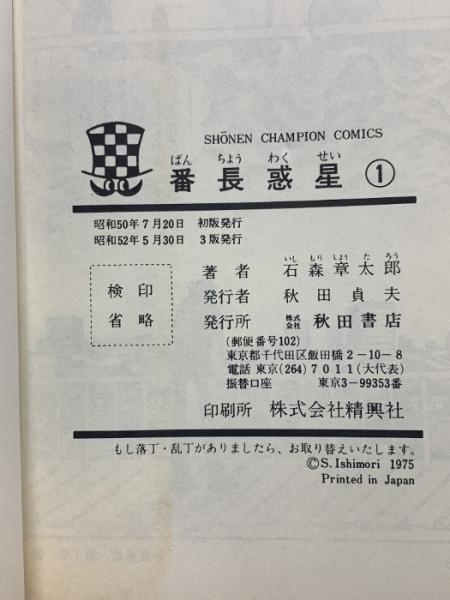 SHŌNEN CHAMPION COMICS
ばん ちょう わく せい
番長惑星 ①
昭和50年7月20日 初版発行
昭和52年5月30日 3版発行
検印
省略
いし もり しょう た ろう
著者 石森章太郎
発行者 秋田貞夫
発行所 株式会社 秋田書店
(郵便番号102)
東京都千代田区飯田橋2-10-8
電話 東京(264)7011(大代表)
振替口座 東京3-99353番
印刷所 株式会社精興社
もし落丁・乱丁がありましたら、お取り替えいたします。
©S. Ishimori 1975
Printed in Japan